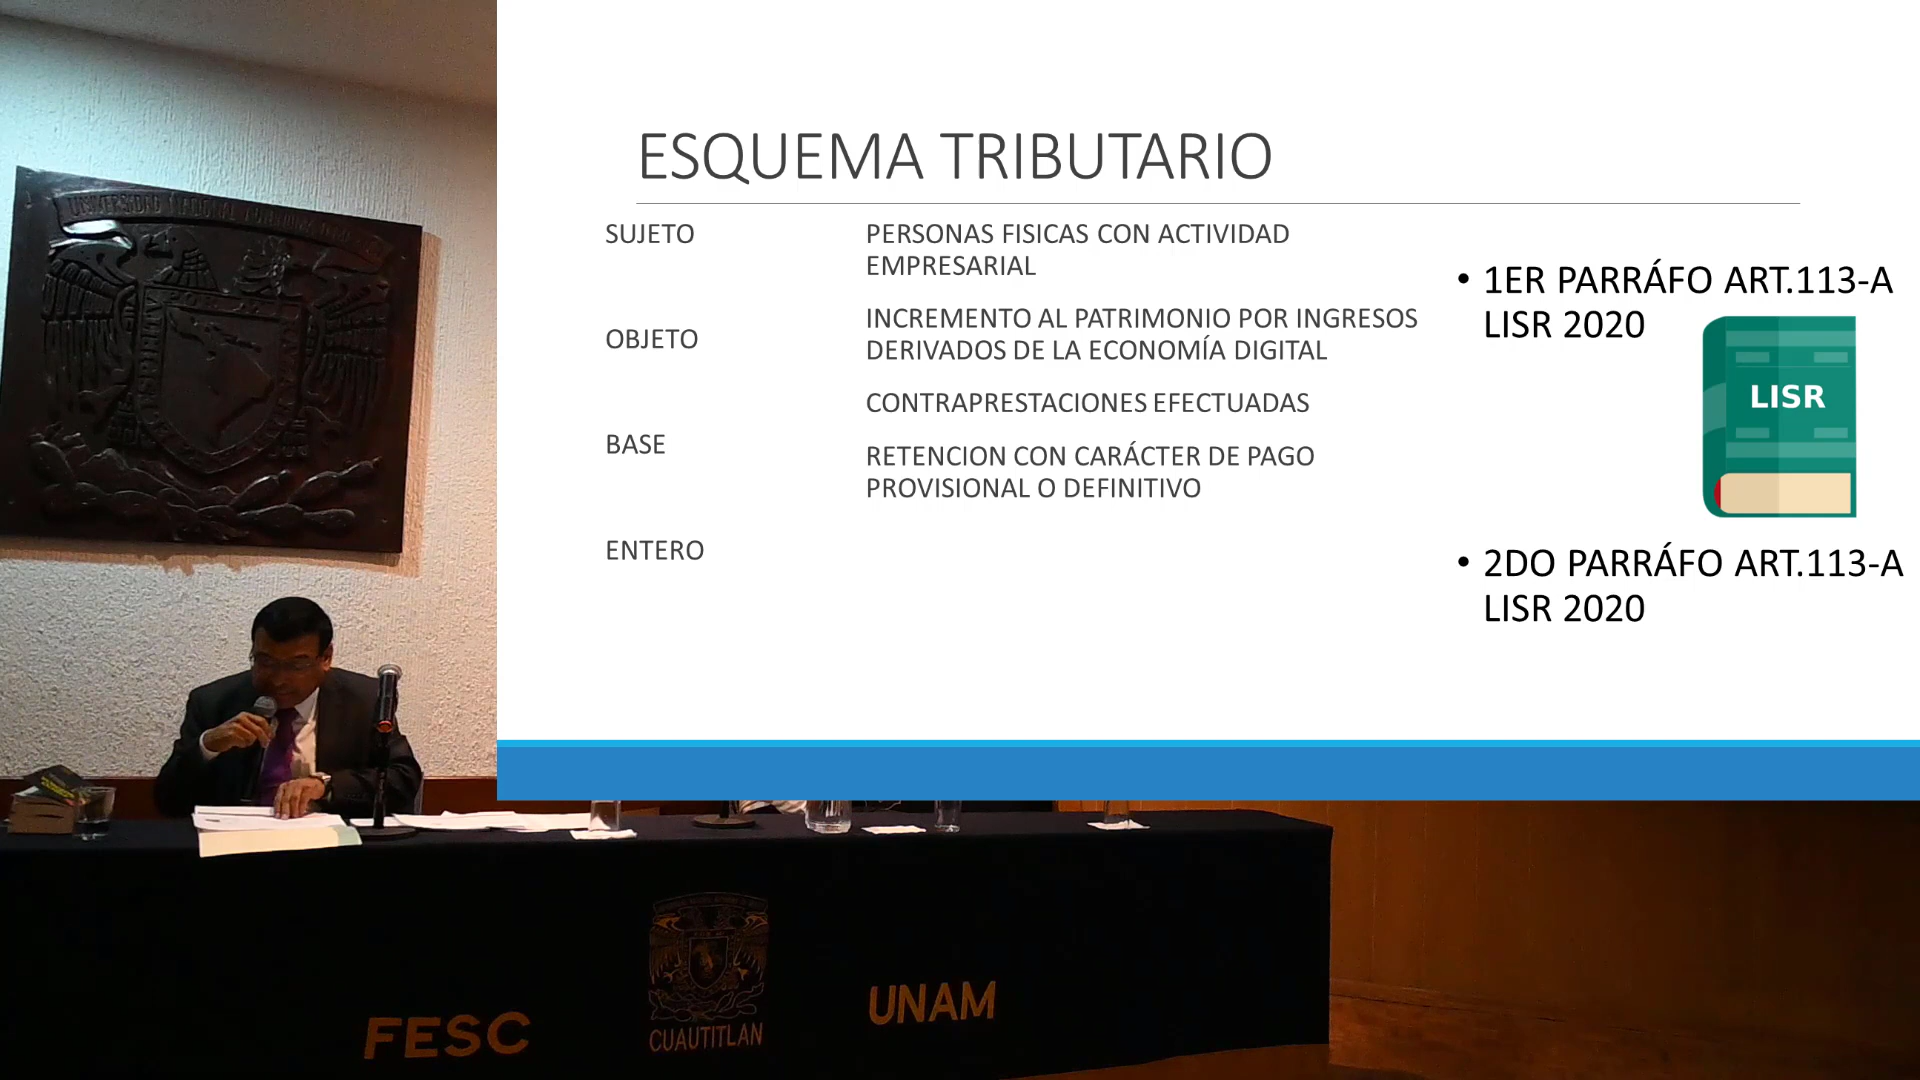 ESQUEMA TRIBUTARIO
SUJETO
PERSONAS FISICAS CON ACTIVIDAD
EMPRESARIAL
OBJETO
INCREMENTO AL PATRIMONIO POR INGRESOS
DERIVADOS DE LA ECONOMÍA DIGITAL
BASE
CONTRAPRESTACIONES EFECTUADAS
ENTERO
RETENCION CON CARÁCTER DE PAGO
PROVISIONAL O DEFINITIVO
• 1ER PARRÁFO ART.113-A
LISR 2020
LISR
• 2DO PARRÁFO ART.113-A
LISR 2020
FESC
CUAUTITLAN
UNAM